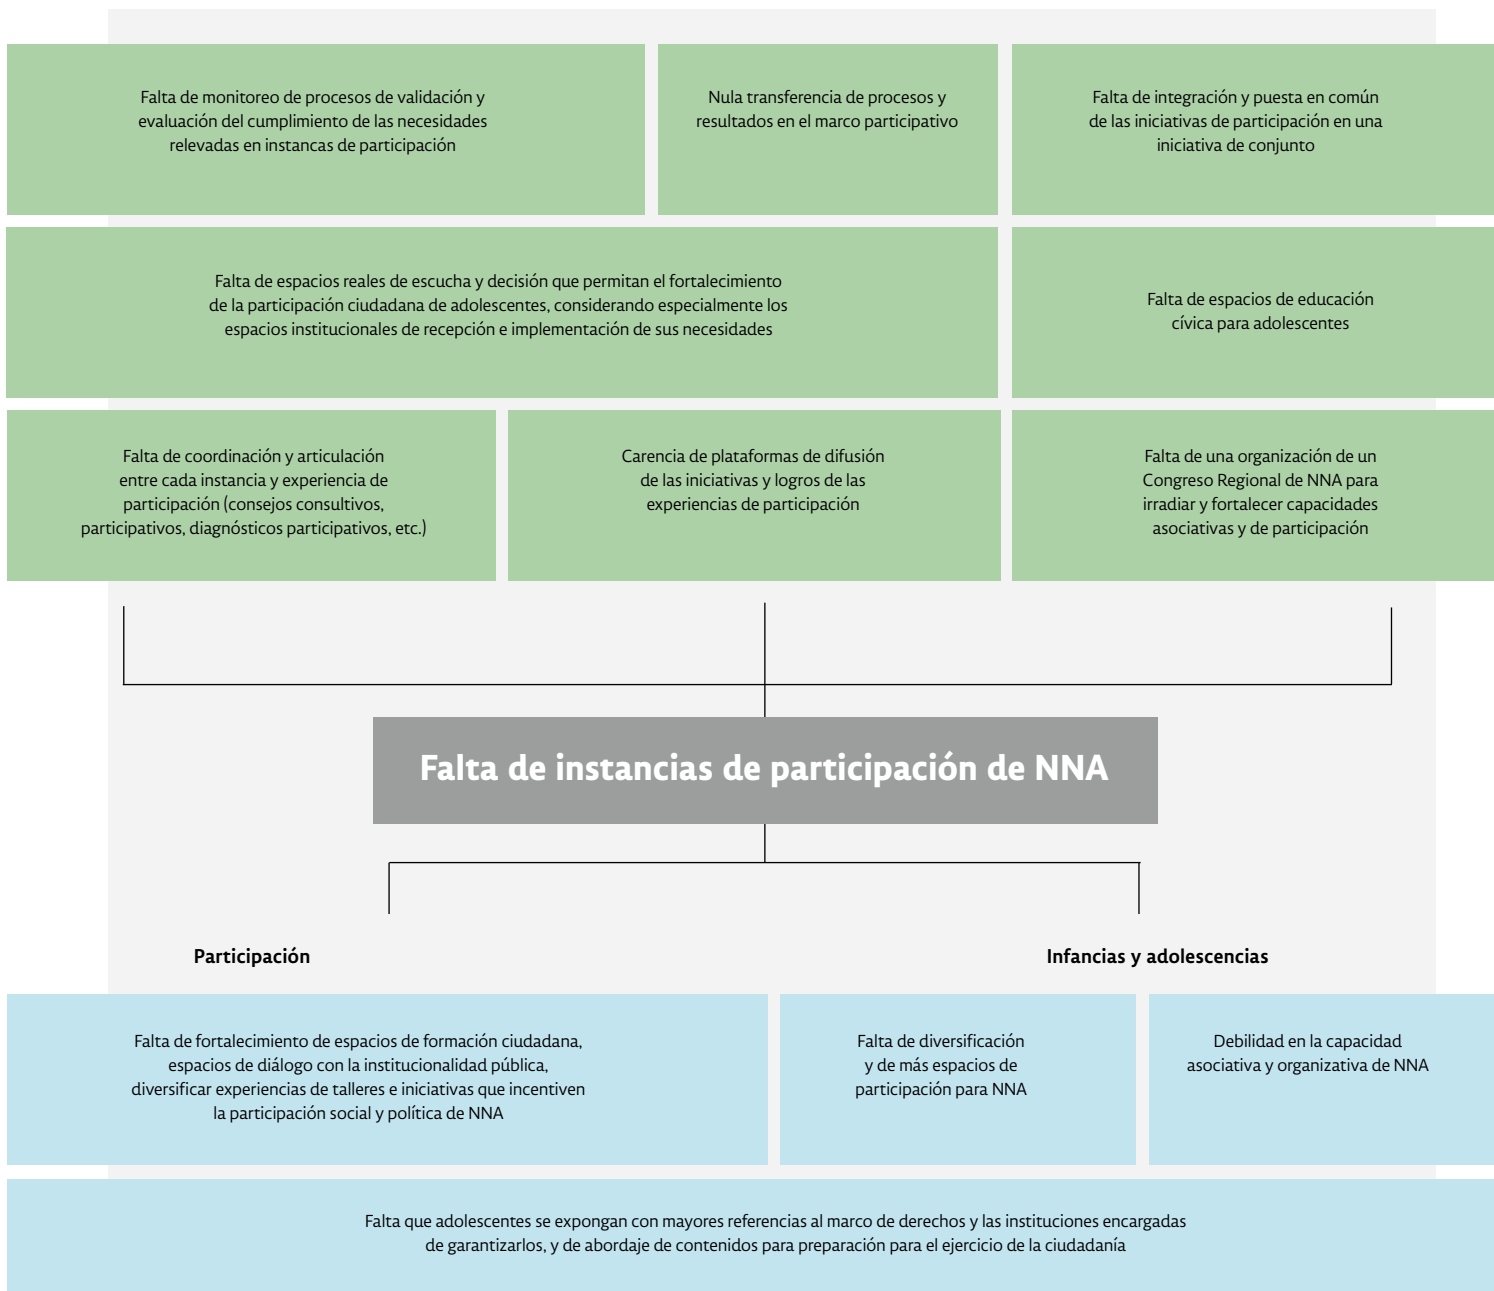 Falta de monitoreo de procesos de validación y
evaluación del cumplimiento de las necesidades
relevadas en instancas de participación
Nula transferencia de procesos y
resultados en el marco participativo
Falta de integración y puesta en común
de las iniciativas de participación en una
iniciativa de conjunto
Falta de espacios reales de escucha y decisión que permitan el fortalecimiento
de la participación ciudadana de adolescentes, considerando especialmente los
espacios institucionales de recepción e implementación de sus necesidades
Falta de espacios de educación
cívica para adolescentes
Falta de coordinación y articulación
entre cada instancia y experiencia de
participación (consejos consultivos,
participativos, diagnósticos participativos, etc.)
Carencia de plataformas de difusión
de las iniciativas y logros de las
experiencias de participación
Falta de una organización de un
Congreso Regional de NNA para
irradiar y fortalecer capacidades
asociativas y de participación
Falta de instancias de participación de NNA
Participación
Infancias y adolescencias
Falta de fortalecimiento de espacios de formación ciudadana,
espacios de diálogo con la institucionalidad pública,
diversificar experiencias de talleres e iniciativas que incentiven
la participación social y política de NNA
Falta de diversificación
y de más espacios de
participación para NNA
Debilidad en la capacidad
asociativa y organizativa de NNA
Falta que adolescentes se expongan con mayores referencias al marco de derechos y las instituciones encargadas
de garantizarlos, y de abordaje de contenidos para preparación para el ejercicio de la ciudadanía